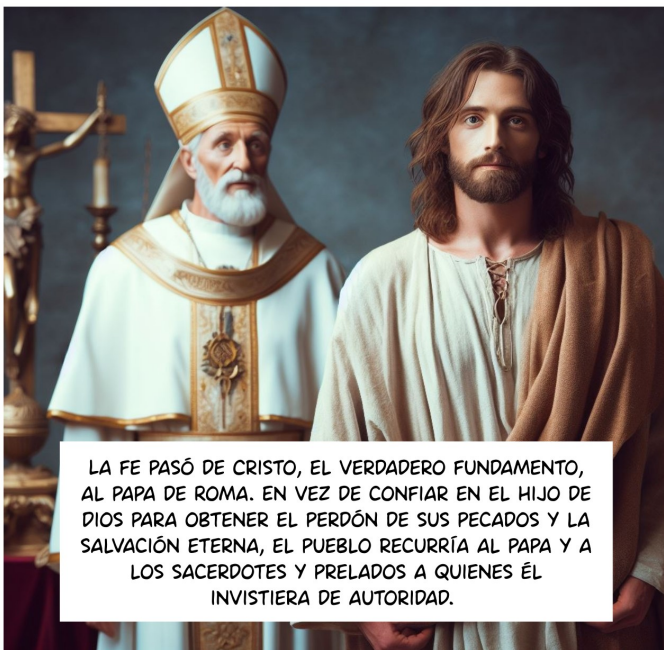 LA FE PASÓ DE CRISTO, EL VERDADERO FUNDAMENTO,
AL PAPA DE ROMA. EN VEZ DE CONFIAR EN EL HIJO DE
DIOS PARA OBTENER EL PERDÓN DE SUS PECADOS Y LA
SALVACIÓN ETERNA, EL PUEBLO RECURRÍA AL PAPA Y A
LOS SACERDOTES Y PRELADOS A QUIENES ÉL
INVISTIERA DE AUTORIDAD.